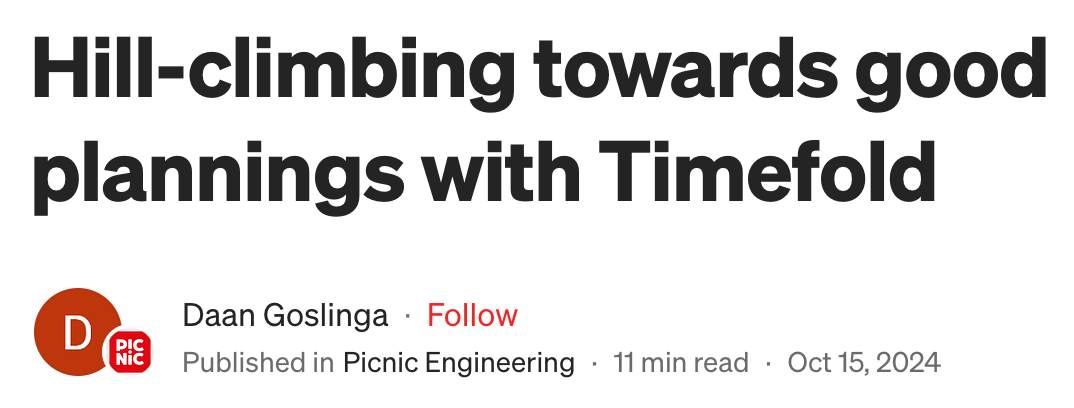 Hill-climbing towards good
plannings with Timefold
Daan Goslinga · Follow
D
PIC
NiC
Published in Picnic Engineering · 11 min read · Oct 15, 2024